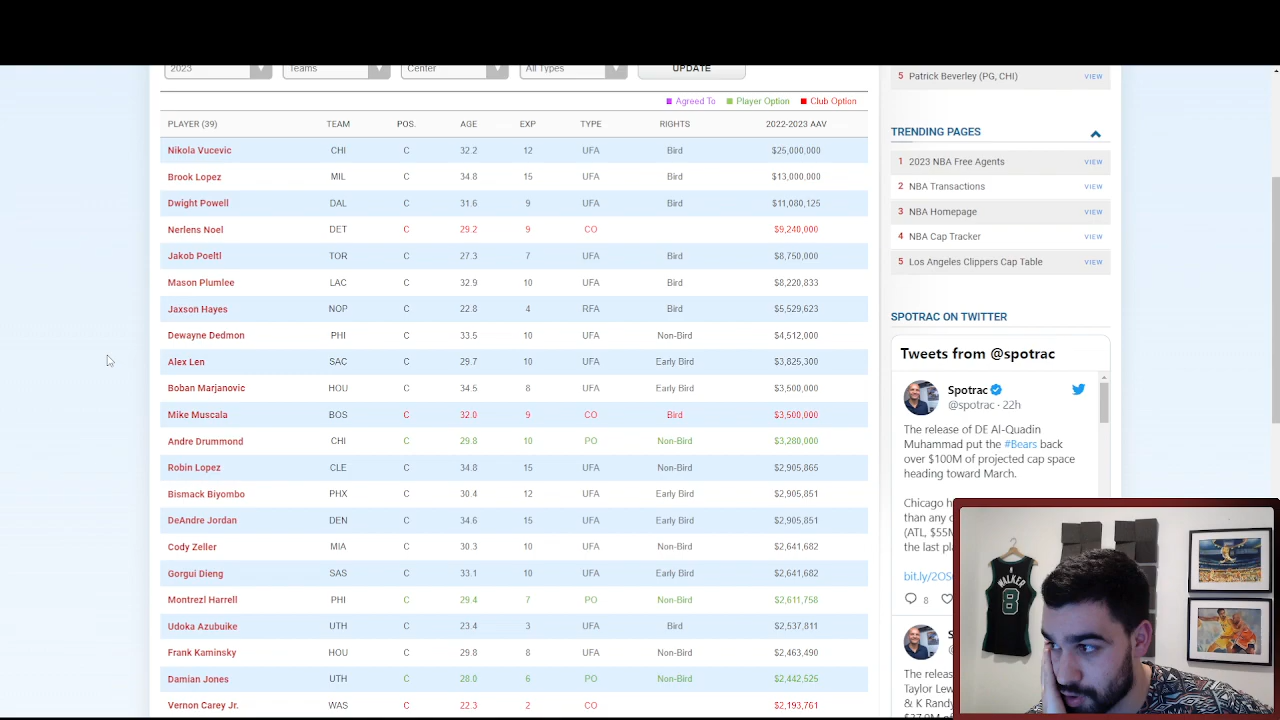 2023 Teams Center All Types UPDATE
Agreed To Player Option Club Option
PLAYER (39) TEAM POS. AGE EXP TYPE RIGHTS 2022-2023 AAV
Nikola Vucevic CHI C 32.2 12 UFA Bird $25,000,000
Brook Lopez MIL C 34.8 15 UFA Bird $13,000,000
Dwight Powell DAL C 31.6 9 UFA Bird $11,080,125
Nerlens Noel DET C 29.2 9 CO $9,240,000
Jakob Poeltl TOR C 27.3 7 UFA Bird $8,750,000
Mason Plumlee LAC C 32.9 10 UFA Bird $8,220,833
Jaxson Hayes NOP C 22.8 4 RFA Bird $5,529,623
Dewayne Dedmon PHI C 33.5 10 UFA Non-Bird $4,512,000
Alex Len SAC C 29.7 10 UFA Early Bird $3,825,300
Boban Marjanovic HOU C 34.5 8 UFA Early Bird $3,500,000
Mike Muscala BOS C 32.0 9 CO Bird $3,500,000
Andre Drummond CHI C 29.8 10 PO Non-Bird $3,280,000
Robin Lopez CLE C 34.8 15 UFA Non-Bird $2,905,865
Bismack Biyombo PHX C 30.4 12 UFA Early Bird $2,905,851
DeAndre Jordan DEN C 34.6 15 UFA Early Bird $2,905,851
Cody Zeller MIA C 30.3 10 UFA Non-Bird $2,641,682
Gorgui Dieng SAS C 33.1 10 UFA Early Bird $2,641,682
Montrezl Harrell PHI C 29.4 7 PO Non-Bird $2,611,758
Udoka Azubuike UTH C 23.4 3 UFA Bird $2,537,811
Frank Kaminsky HOU C 29.8 8 UFA Non-Bird $2,463,490
Damian Jones UTH C 28.0 6 PO Non-Bird $2,442,525
Vernon Carey Jr. WAS C 22.3 2 CO $2,193,761
5 Patrick Beverley (PG, CHI) VIEW
TRENDING PAGES
1 2023 NBA Free Agents VIEW
2 NBA Transactions VIEW
3 NBA Homepage VIEW
4 NBA Cap Tracker VIEW
5 Los Angeles Clippers Cap Table VIEW
SPOTRAC ON TWITTER
Tweets from @spotrac
Spotrac
@spotrac · 22h
The release of DE Al-Quadin
Muhammad put the #Bears back
over $100M of projected cap space
heading toward March.
Chicago h
than any
(ATL, $55M
the last pl
bit.ly/2OS
8
The releas
Taylor Lew
& K Randy
WALKER
8